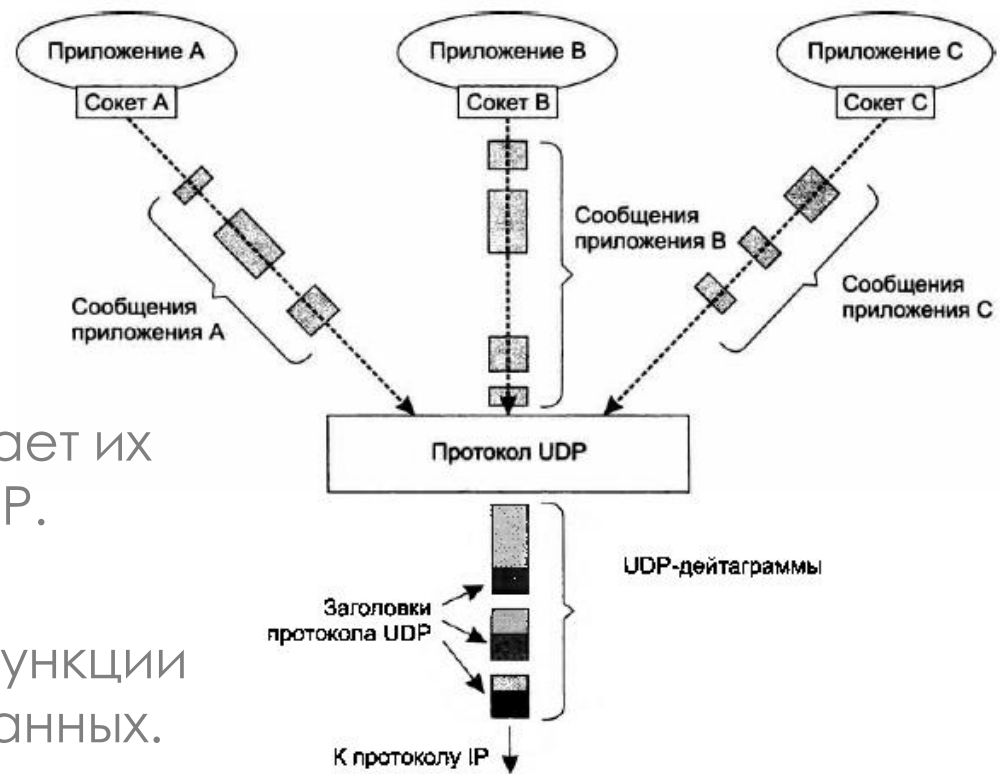 Приложение A
Приложение B
Приложение C
Сокет A
Сокет B
Сокет C
Сообщения
приложения A
Сообщения
приложения B
Сообщения
приложения C
Протокол UDP
UDP-дейтаграммы
Заголовки
протокола UDP
К протоколу IP
ает их
Р.
ункции
анных.